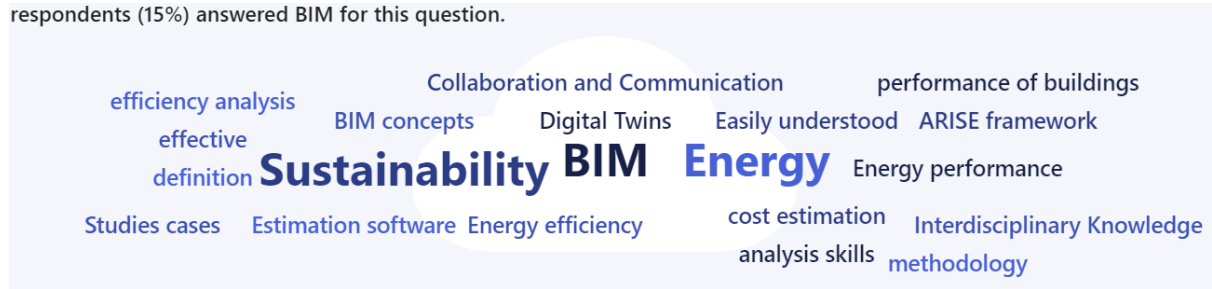 respondents (15%) answered BIM for this question.
Collaboration and Communication performance of buildings
efficiency analysis
BIM concepts Digital Twins Easily understood ARISE framework
effective
Sustainability BIM Energy Energy performance
definition
cost estimation
Studies cases Estimation software Energy efficiency Interdisciplinary Knowledge
analysis skills methodology